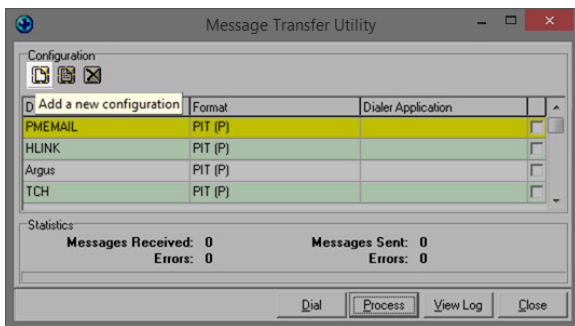 Message Transfer Utility
Configuration
Add a new configuration
D Format Dialer Application
PMEMAIL PIT (P)
HLINK PIT (P)
Argus PIT (P)
TCH PIT (P)
Statistics
Messages Received: 0 Messages Sent: 0
Errors: 0 Errors: 0
Dial Process View Log Close